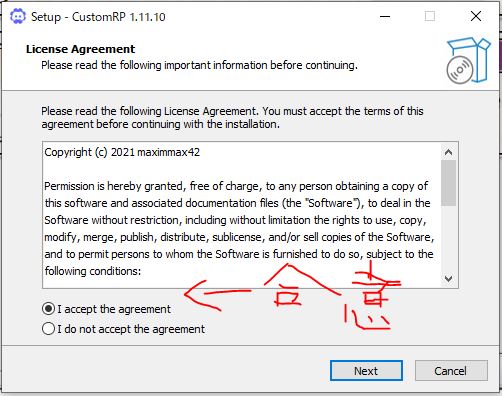 Setup - CustomRP 1.11.10
License Agreement
Please read the following important information before continuing.
Please read the following License Agreement. You must accept the terms of this
agreement before continuing with the installation.
Copyright (c) 2021 maximmax42
Permission is hereby granted, free of charge, to any person obtaining a copy of
this software and associated documentation files (the "Software"), to deal in the
Software without restriction, including without limitation the rights to use, copy,
modify, merge, publish, distribute, sublicense, and/or sell copies of the Software,
and to permit persons to whom the Software is furnished to do so, subject to the
following conditions:
合意
I accept the agreement
I do not accept the agreement
Next
Cancel